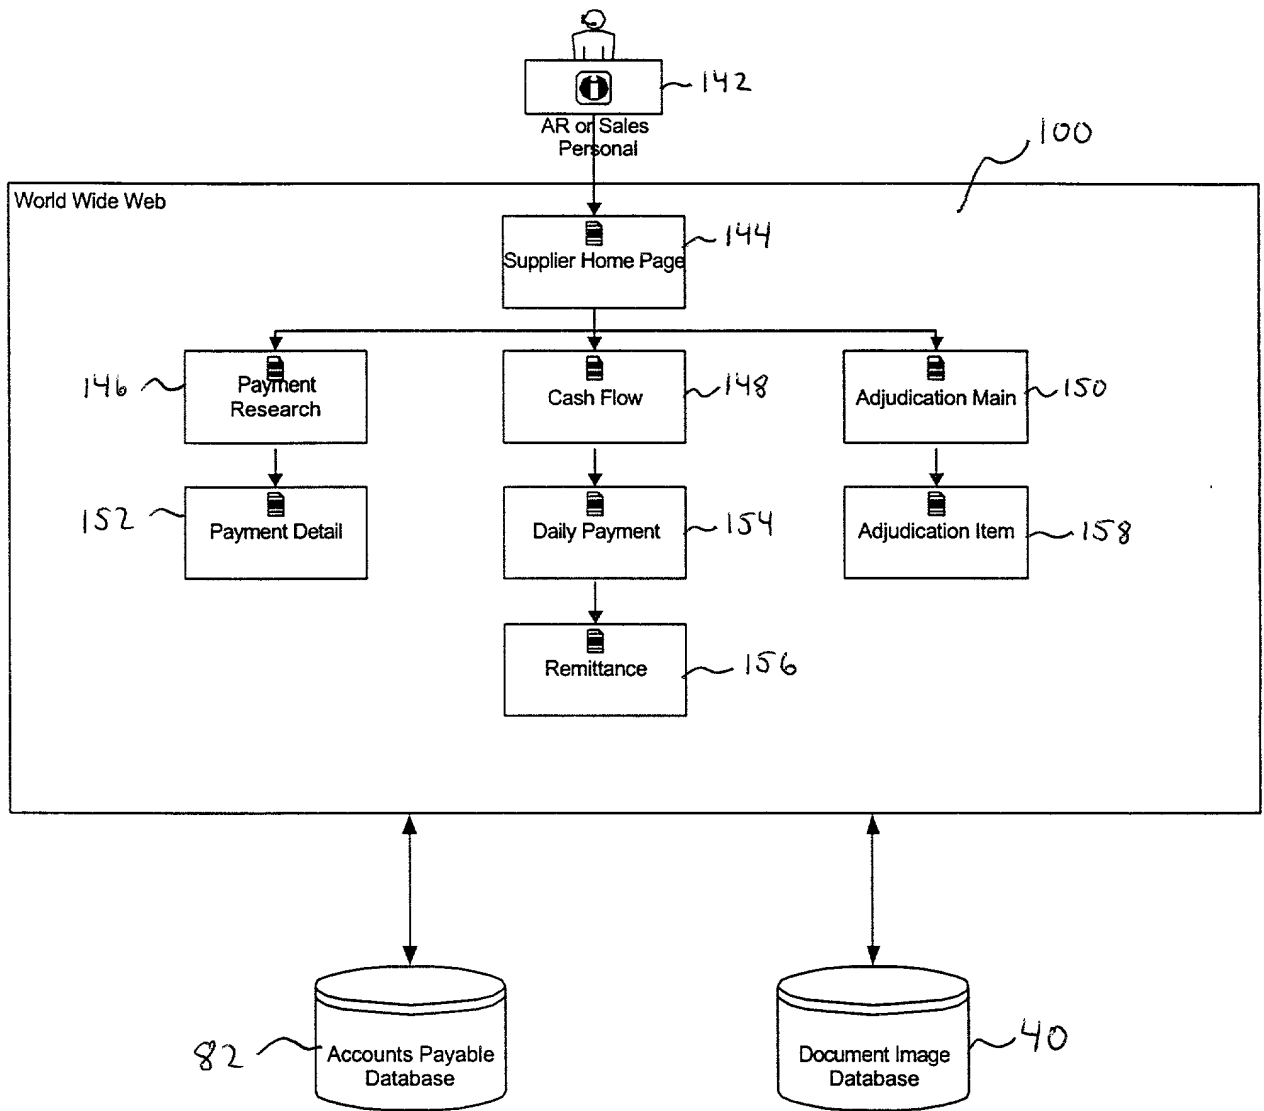 142
AR or Sales
Personal
100
World Wide Web
144
Supplier Home Page
146
Payment
Research
148
Cash Flow
150
Adjudication Main
152
Payment Detail
154
Daily Payment
158
Adjudication Item
156
Remittance
82
Accounts Payable
Database
40
Document Image
Database